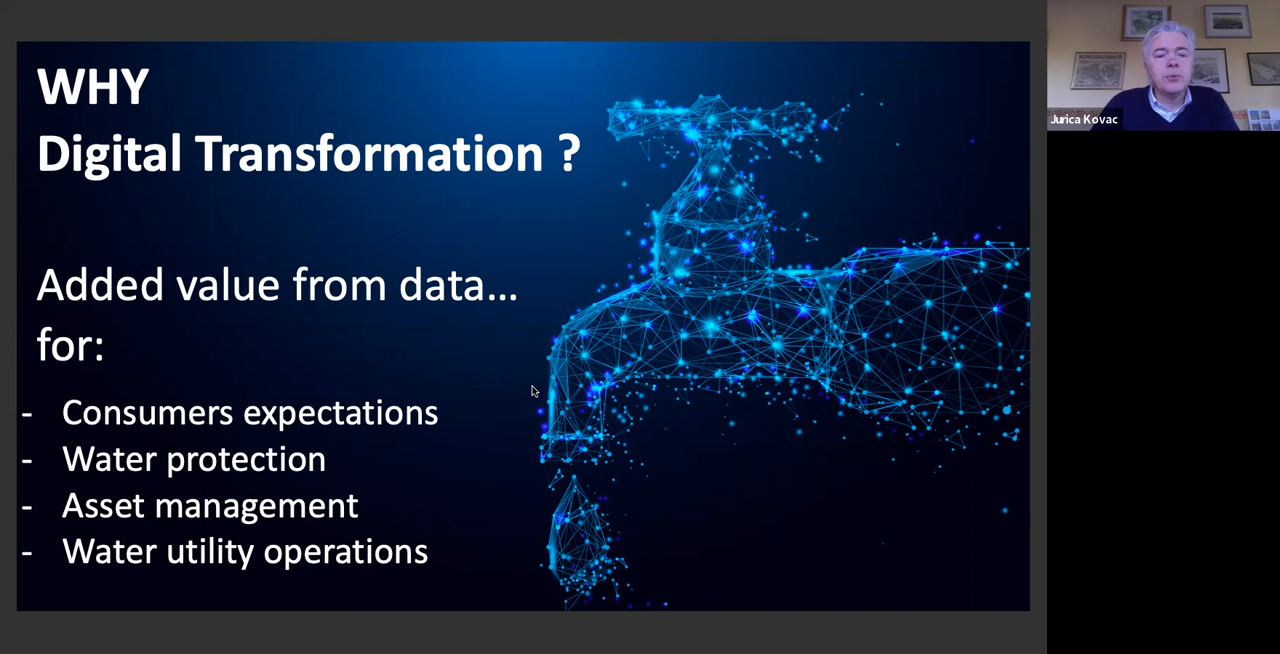 WHY
Digital Transformation ?
Added value from data...
for:
- Consumers expectations
- Water protection
- Asset management
- Water utility operations
Jurica Kovac